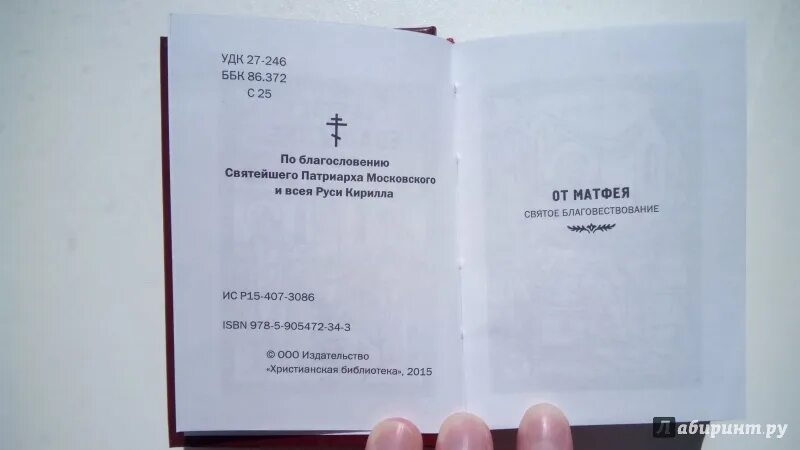 УДК 27-246
ББК 86.372
С 25
По благословению
Святейшего Патриарха Московского
и всея Руси Кирилла
ИС Р15-407-3086
ISBN 978-5-905472-34-3
© ООО Издательство
«Христианская библиотека», 2015
ОТ МАТФЕЯ
СВЯТОЕ БЛАГОВЕСТВОВАНИЕ
Лабиринт.ру